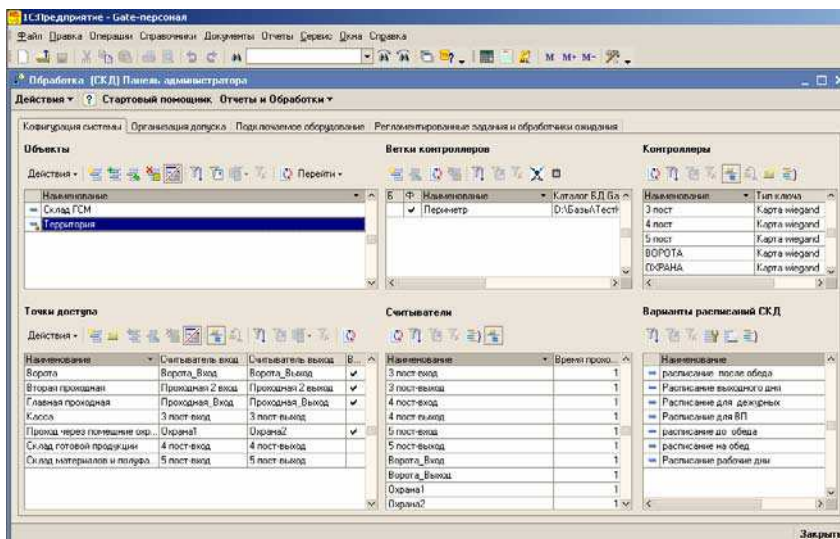 1С:Предприятие - Gate-персонал
Файл Правка Операции Справочники Документы Отчеты Сервис Окна Справка
M M+ M-
Обработка (СКД) Панель администратора
Действия ? Стартовый помощник Отчеты и Обработки
Кофигурация системы Организация допуска Подключаемое оборудование Регламентированные задания и обработчики ожидания
Объекты
Действия Перейти
Наименование
Склад ГСМ
Территория
Ветки контроллеров
Б Ф Наименование Каталог БД Ga
Периметр D:\Базы\Тест\
Контроллеры
Наименование Тип ключа
3 пост Карта wiegand
4 пост Карта wiegand
5 пост Карта wiegand
ВОРОТА Карта wiegand
ОХРАНА Карта wiegand
Точки доступа
Действия
Наименование Считыватель вход Считыватель выход В...
Ворота Ворота_Вход Ворота_Выход
Вторая проходная Проходная 2 вход Проходная 2 выход
Главная проходная Проходная_Вход Проходная_Выход
Касса 3 пост-вход 3 пост-выход
Проход через помещние охр... Охрана1 Охрана2
Склад готовой продукции 4 пост-вход 4 пост-выход
Склад материалов и полуфа 5 пост-вход 5 пост-выход
Считыватели
Наименование Время прохо...
3 пост-вход 1
3 пост-выход 1
4 пост-вход 1
4 пост-выход 1
5 пост-вход 1
5 пост-выход 1
Ворота_Вход 1
Ворота_Выход 1
Охрана1 1
Охрана2 1
Варианты расписаний СКД
Наименование
расписание после обеда
Расписание выходного дня
Расписание для дежурных
Расписание для ВП
расписание до обеда
расписание на обед
Расписание рабочие дни
Закрыть